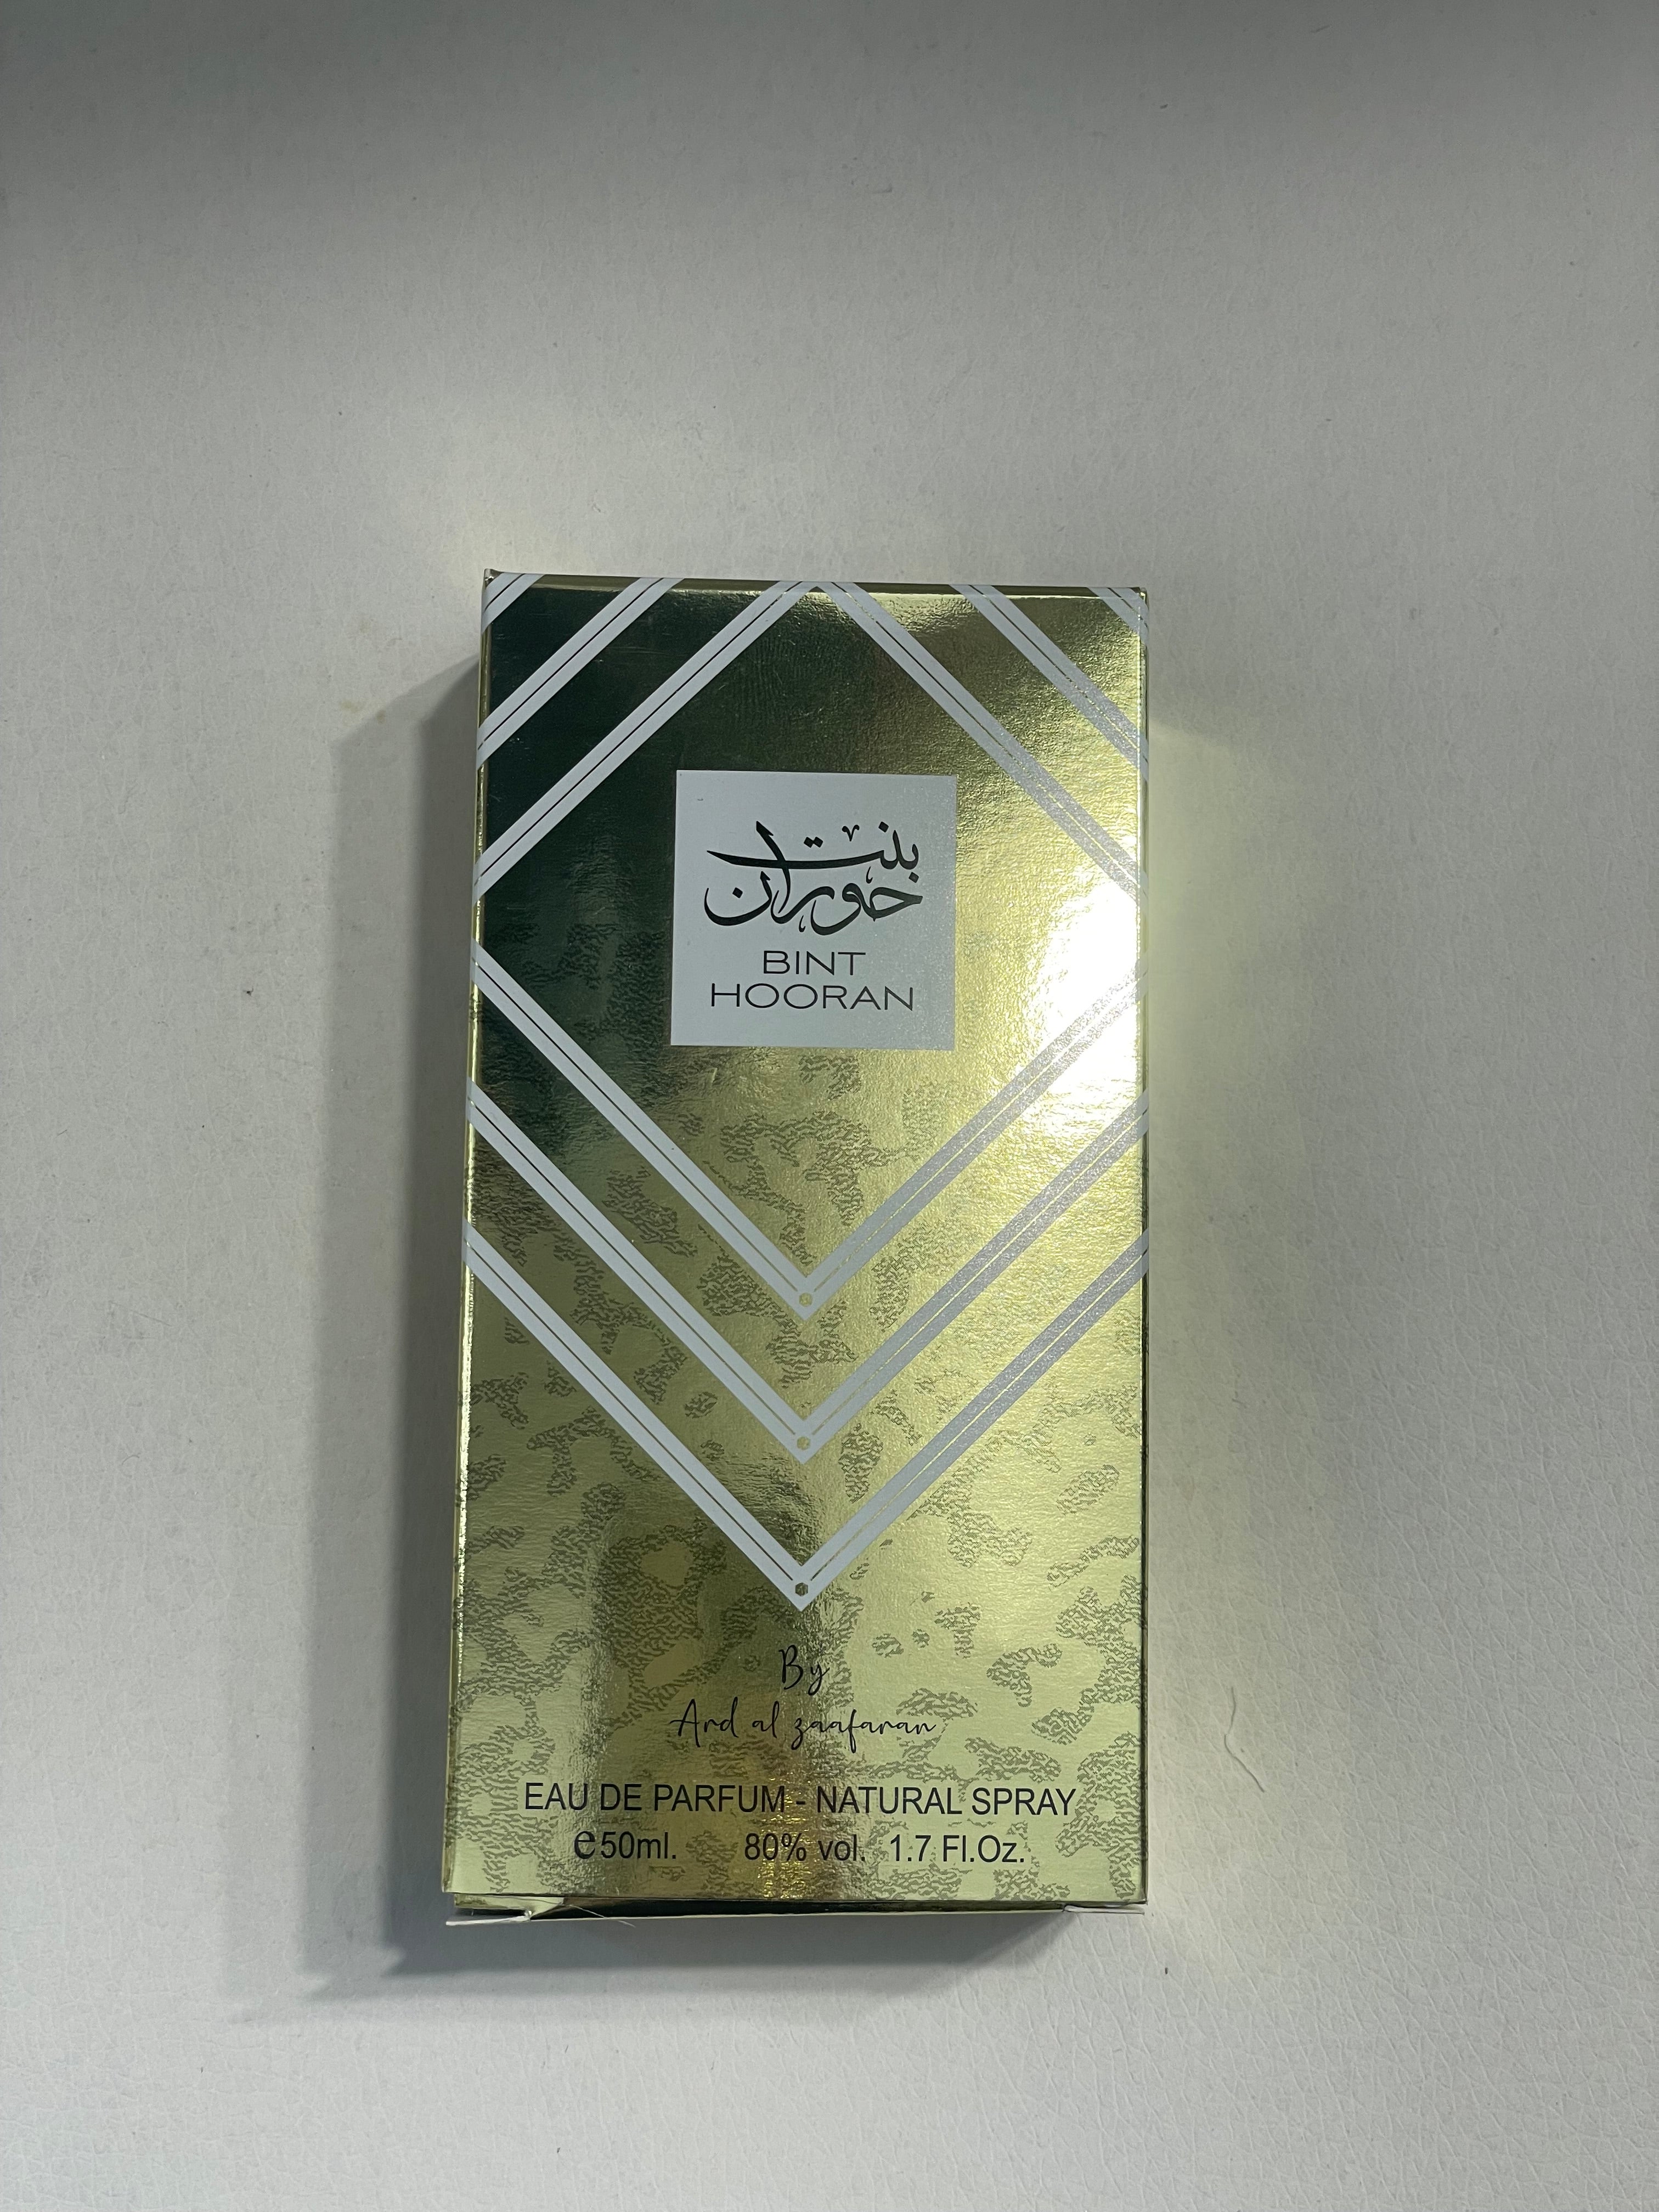 بنت
حوران
BINT
HOORAN
By
Ard al zaafaran
EAU DE PARFUM - NATURAL SPRAY
℮50ml. 80% vol. 1.7 Fl.Oz.